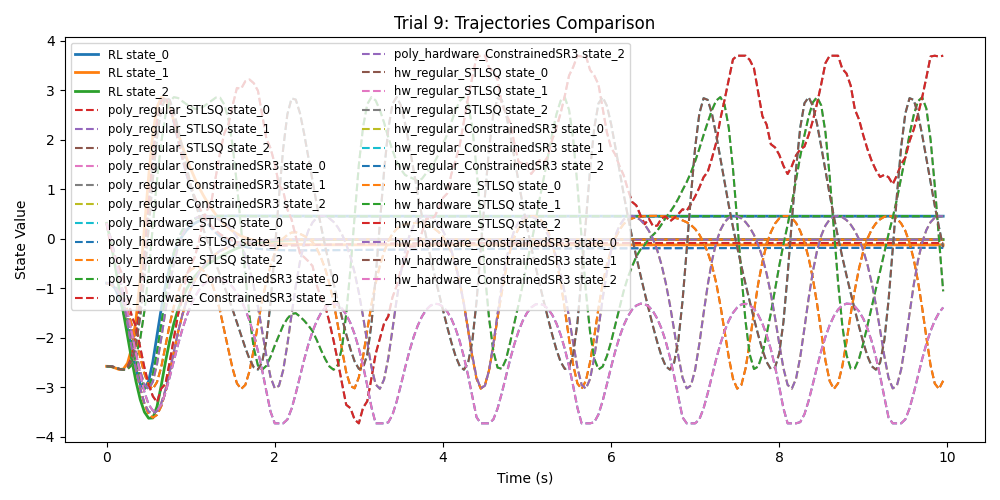 Trial 9: Trajectories Comparison
State Value
4
3
2
1
0
−1
−2
−3
−4
RL state_0
RL state_1
RL state_2
poly_regular_STLSQ state_0
poly_regular_STLSQ state_1
poly_regular_STLSQ state_2
poly_regular_ConstrainedSR3 state_0
poly_regular_ConstrainedSR3 state_1
poly_regular_ConstrainedSR3 state_2
poly_hardware_STLSQ state_0
poly_hardware_STLSQ state_1
poly_hardware_STLSQ state_2
poly_hardware_ConstrainedSR3 state_0
poly_hardware_ConstrainedSR3 state_1
poly_hardware_ConstrainedSR3 state_2
hw_regular_STLSQ state_0
hw_regular_STLSQ state_1
hw_regular_STLSQ state_2
hw_regular_ConstrainedSR3 state_0
hw_regular_ConstrainedSR3 state_1
hw_regular_ConstrainedSR3 state_2
hw_hardware_STLSQ state_0
hw_hardware_STLSQ state_1
hw_hardware_STLSQ state_2
hw_hardware_ConstrainedSR3 state_0
hw_hardware_ConstrainedSR3 state_1
hw_hardware_ConstrainedSR3 state_2
0 2 4 6 8 10
Time (s)